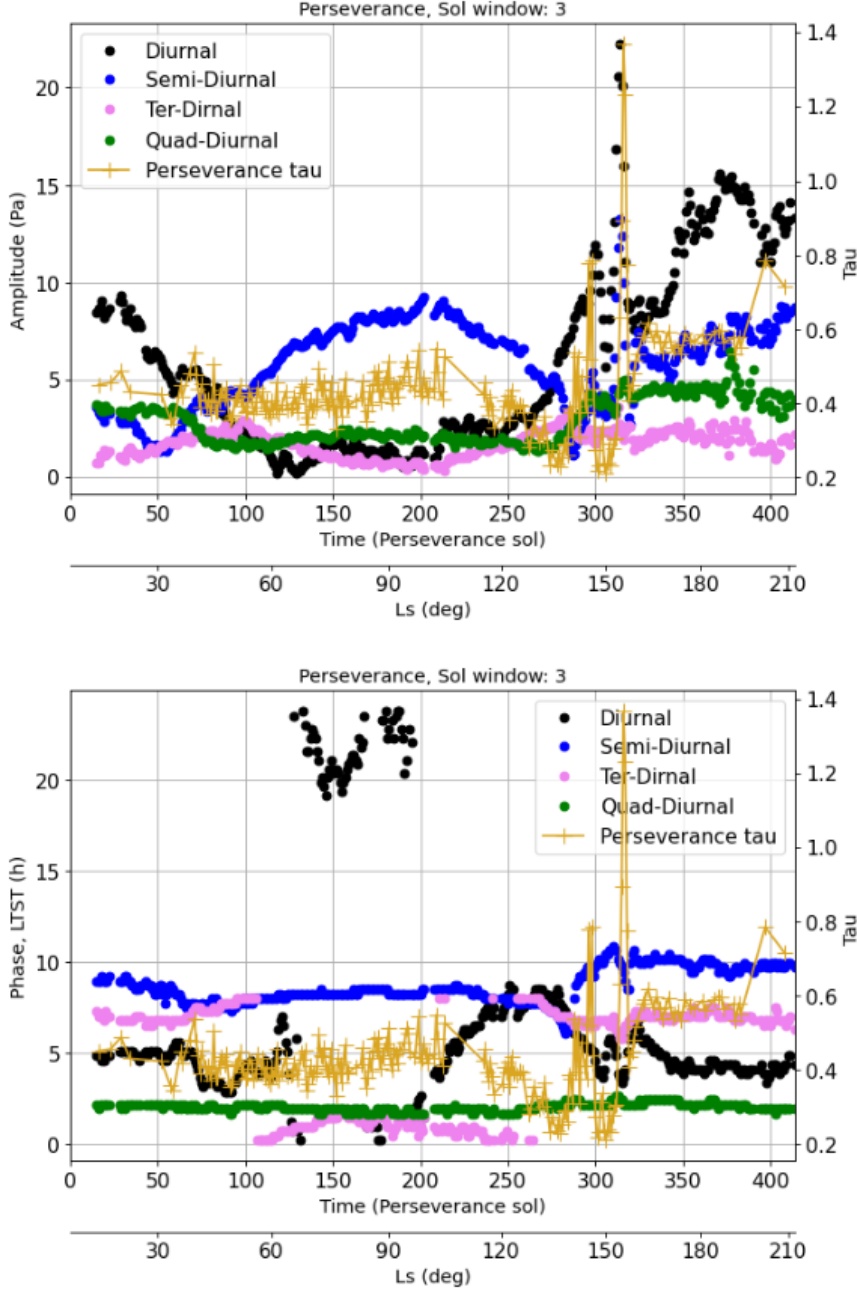 Perseverance, Sol window: 3
Diurnal
Semi-Diurnal
Ter-Dirnal
Quad-Diurnal
Perseverance tau
Amplitude (Pa)
20
15
10
5
0
1.4
1.2
1.0
0.8
0.6
0.4
0.2
Tau
0 50 100 150 200 250 300 350 400
Time (Perseverance sol)
30 60 90 120 150 180 210
Ls (deg)
Perseverance, Sol window: 3
Diurnal
Semi-Diurnal
Ter-Dirnal
Quad-Diurnal
Perseverance tau
Phase, LTST (h)
20
15
10
5
0
1.4
1.2
1.0
0.8
0.6
0.4
0.2
Tau
0 50 100 150 200 250 300 350 400
Time (Perseverance sol)
30 60 90 120 150 180 210
Ls (deg)